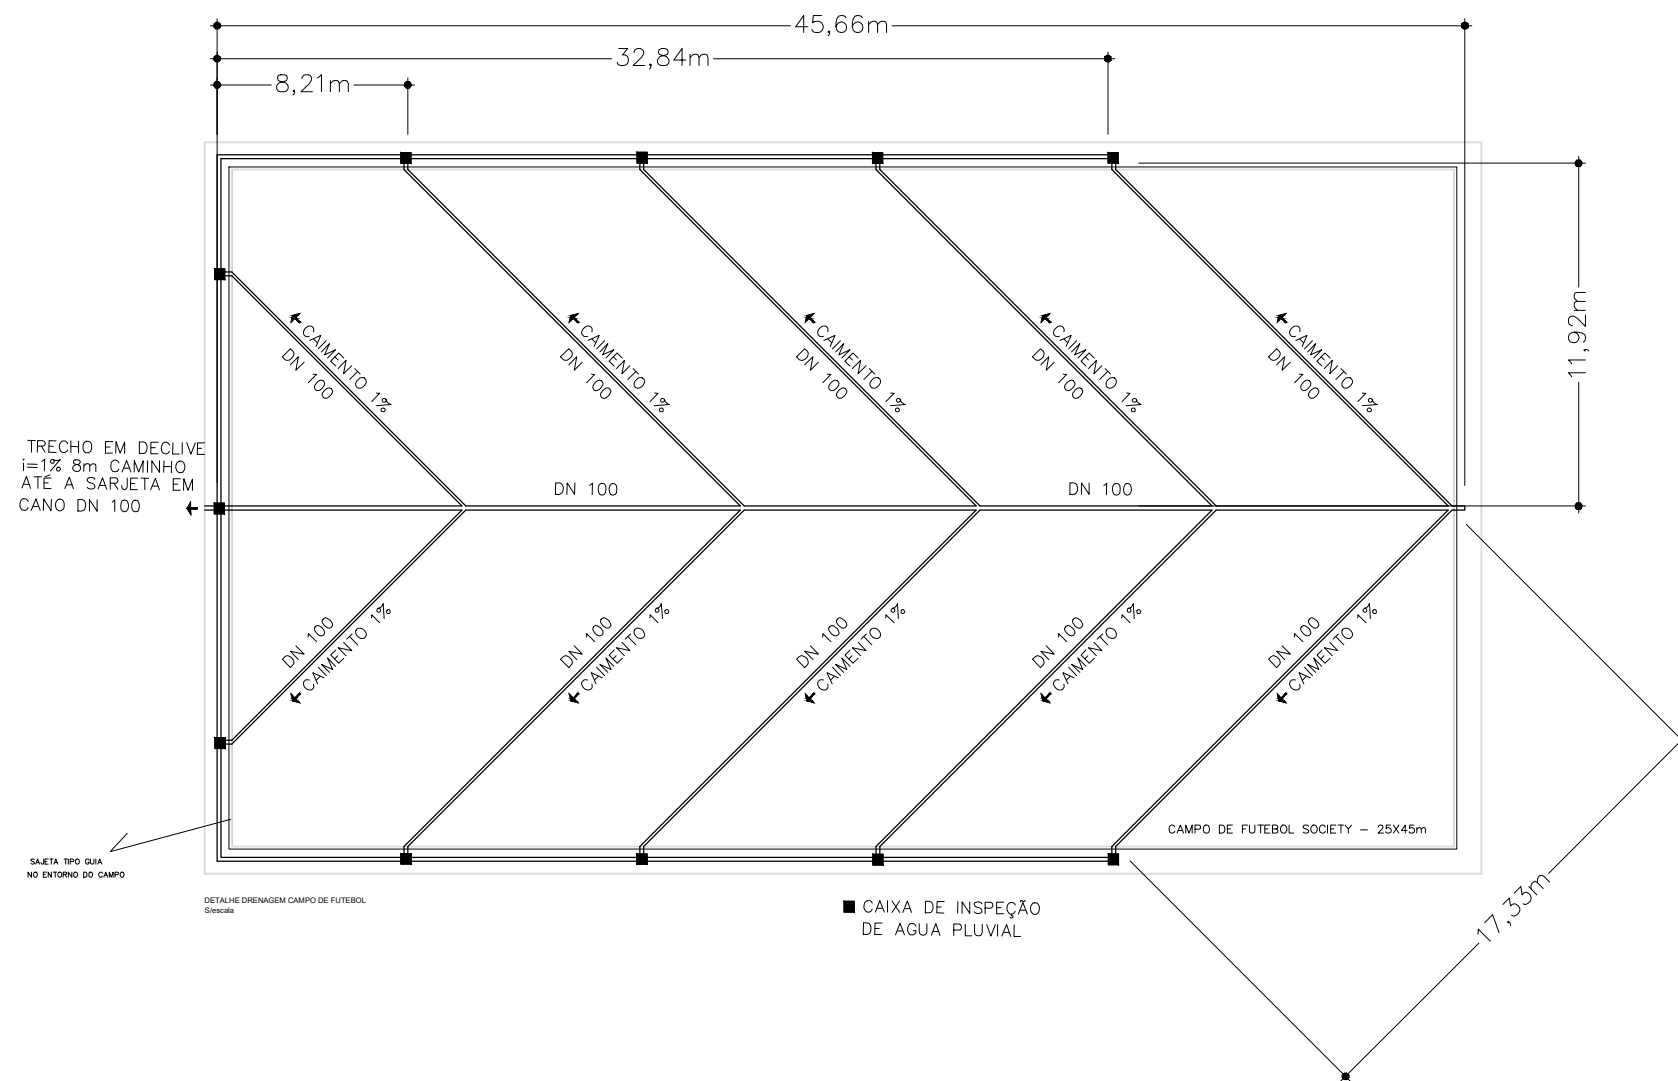 45,66m
32,84m
8,21m
CAIMENTO 1%
DN 100
CAIMENTO 1%
DN 100
CAIMENTO 1%
DN 100
CAIMENTO 1%
DN 100
CAIMENTO 1%
DN 100
11,92m
TRECHO EM DECLIVE
i=1% 8m CAMINHO
ATÉ A SARJETA EM
CANO DN 100
DN 100
DN 100
DN 100
CAIMENTO 1%
DN 100
CAIMENTO 1%
DN 100
CAIMENTO 1%
DN 100
CAIMENTO 1%
DN 100
CAIMENTO 1%
CAMPO DE FUTEBOL SOCIETY – 25X45m
SAJETA TIPO GUIA
NO ENTORNO DO CAMPO
17,33m
DETALHE DRENAGEM CAMPO DE FUTEBOL
S/escala
CAIXA DE INSPEÇÃO
DE AGUA PLUVIAL